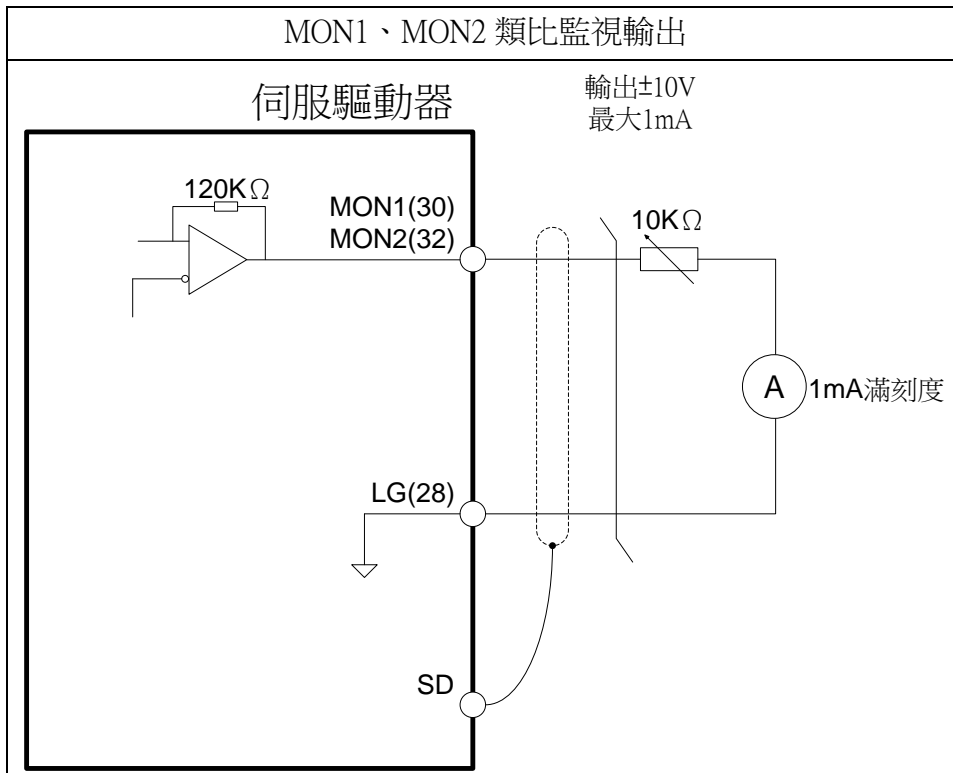 MON1、MON2 類比監視輸出
伺服驅動器
輸出±10V
最大1mA
120KΩ
MON1(30)
MON2(32)
10KΩ
A
1mA滿刻度
LG(28)
SD